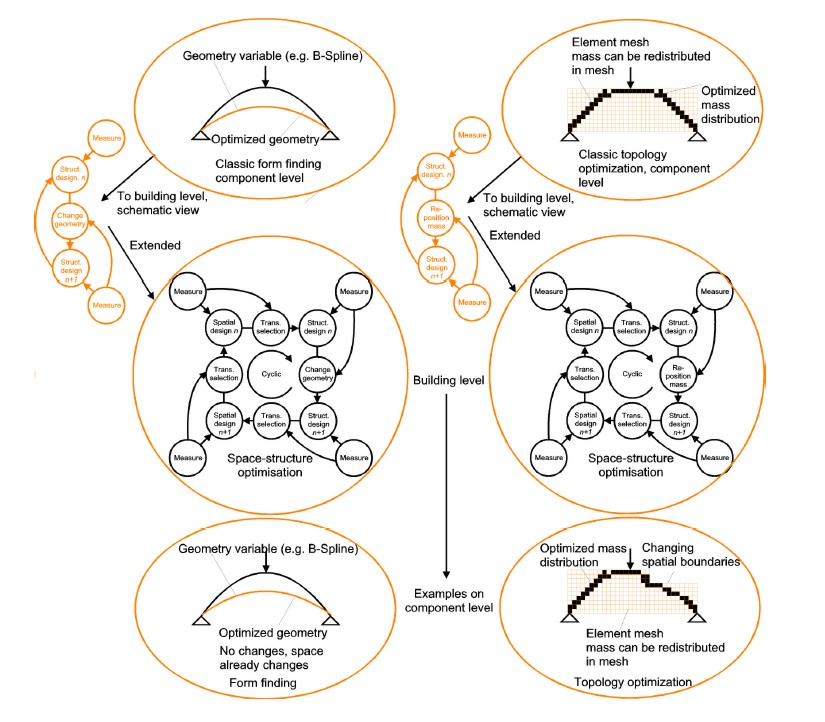 Geometry variable (e.g. B-Spline)
Optimized geometry
Classic form finding
component level
Measure
Struct.
design. n
Change
geometry
Struct.
design
n+1
Measure
To building level,
schematic view
Extended
Measure
Measure
Spatial
design n
Trans.
selection
Struct.
design n
Trans.
selection
Cyclic
Change
geometry
Spatial
design
n+1
Trans.
selection
Struct.
design
n+1
Measure
Measure
Space-structure
optimisation
Geometry variable (e.g. B-Spline)
Optimized geometry
No changes, space
already changes
Form finding
Building level
Examples on
component level
Element mesh
mass can be redistributed
in mesh
Optimized
mass
distribution
Classic topology
optimization, component
level
Measure
Struct.
design. n
Re-
position
mass
Struct.
design
n+1
Measure
To building level,
schematic view
Extended
Measure
Measure
Spatial
design n
Trans.
selection
Struct.
design n
Trans.
selection
Cyclic
Re-
position
mass
Spatial
design
n+1
Trans.
selection
Struct.
design
n+1
Measure
Measure
Space-structure
optimisation
Optimized mass
distribution
Changing
spatial boundaries
Element mesh
mass can be redistributed
in mesh
Topology optimization